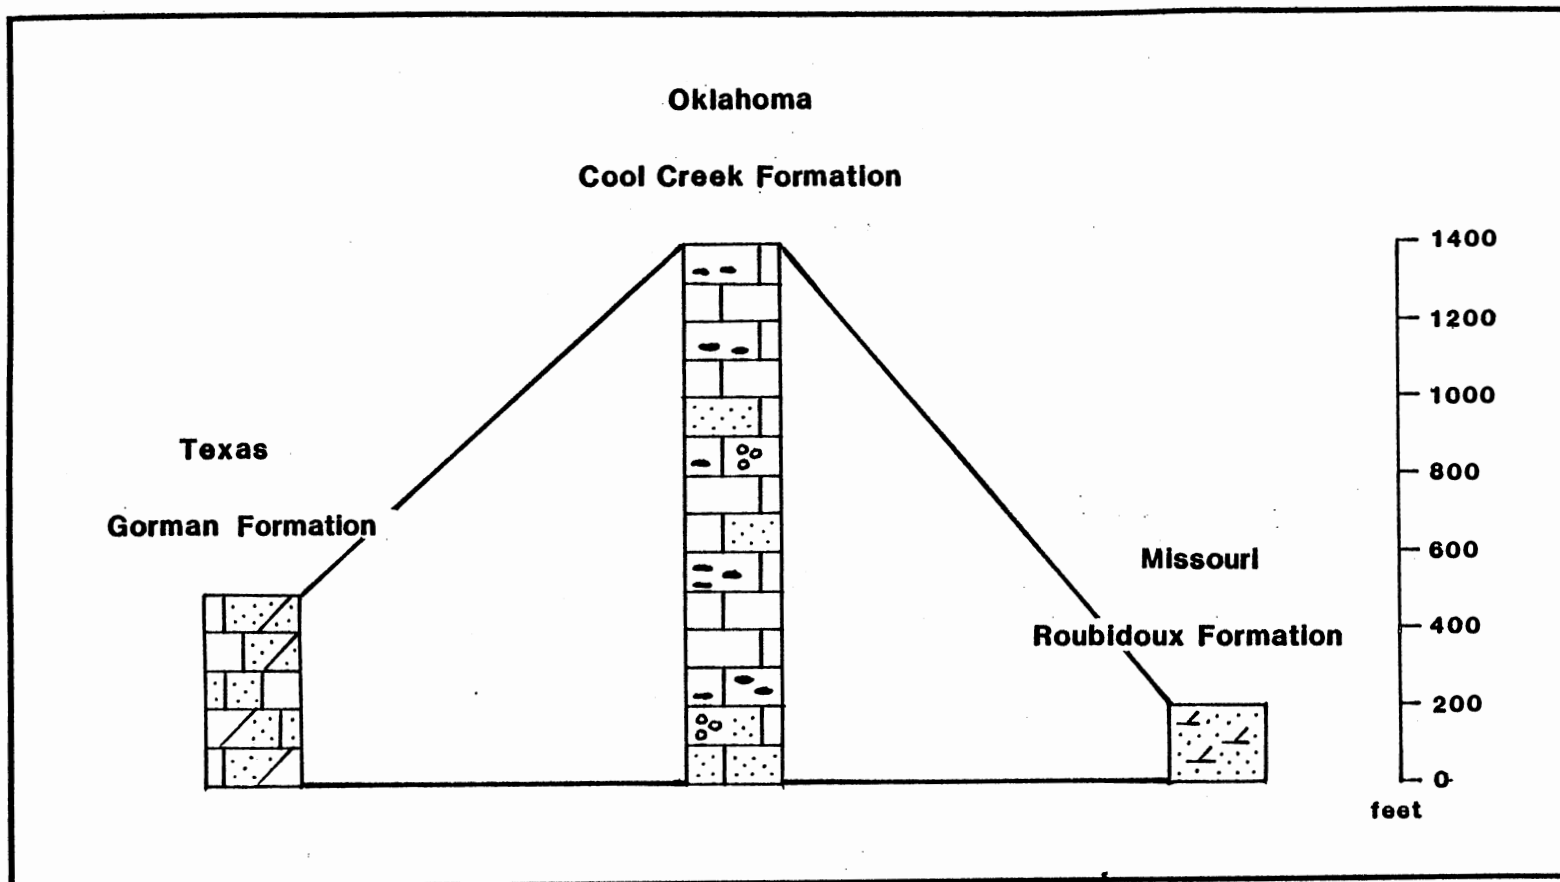 Oklahoma
Cool Creek Formation
Texas
Gorman Formation
Missouri
Roubidoux Formation
1400
1200
1000
800
600
400
200
0
feet